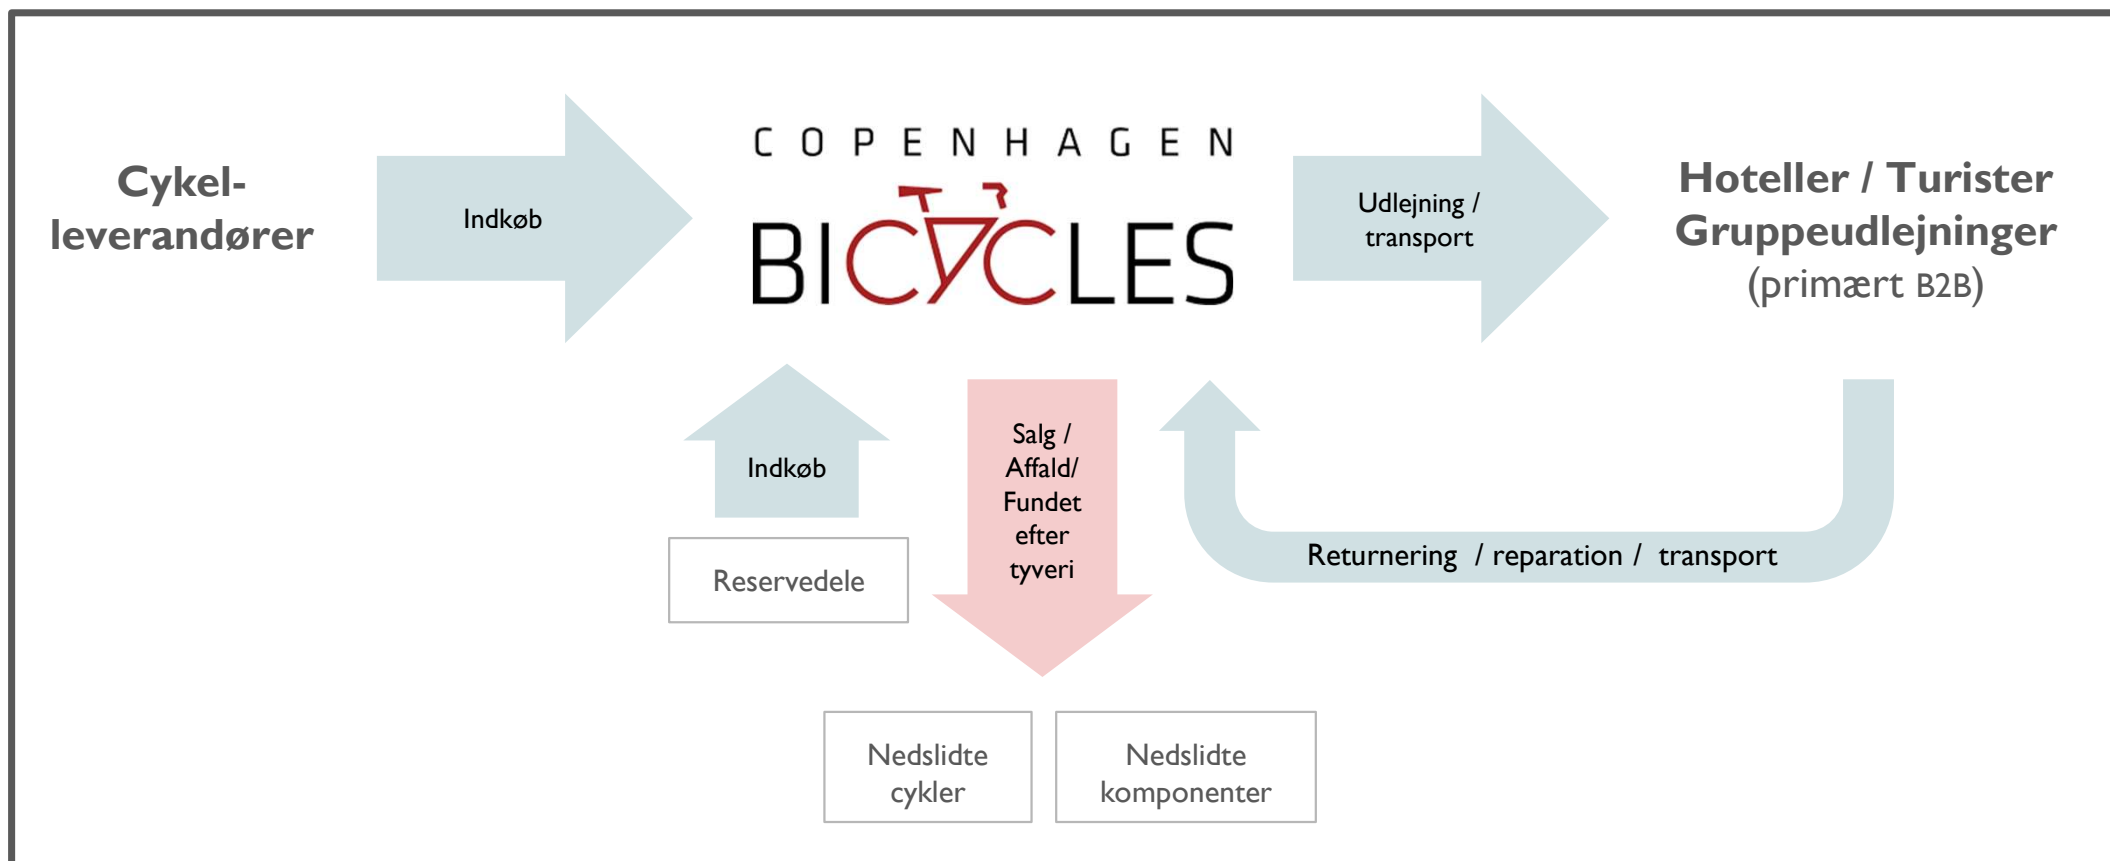 Cykel-
leverandører
Indkøb
COPENHAGEN
BICYCLES
Udlejning /
transport
Hoteller / Turister
Gruppeudlejninger
(primært B2B)
Indkøb
Reservedele
Salg /
Affald/
Fundet
efter
tyveri
Returnering / reparation / transport
Nedslidte
cykler
Nedslidte
komponenter